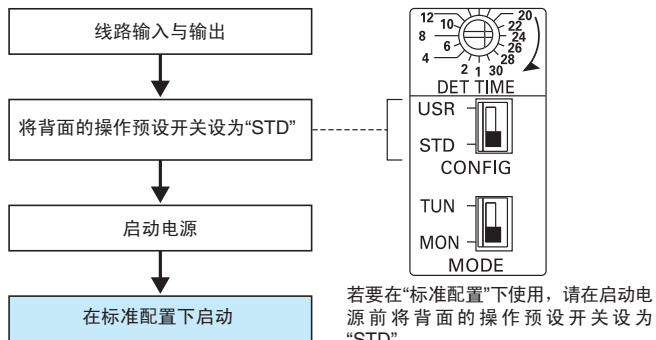 线路输入与输出
将背面的操作预设开关设为“STD”
启动电源
在标准配置下启动
12
10
8
6
4
2
1
30
28
26
24
22
20
DET TIME
USR
STD
CONFIG
TUN
MON
MODE
若要在“标准配置”下使用，请在启动电
源前将背面的操作预设开关设为
“STD”